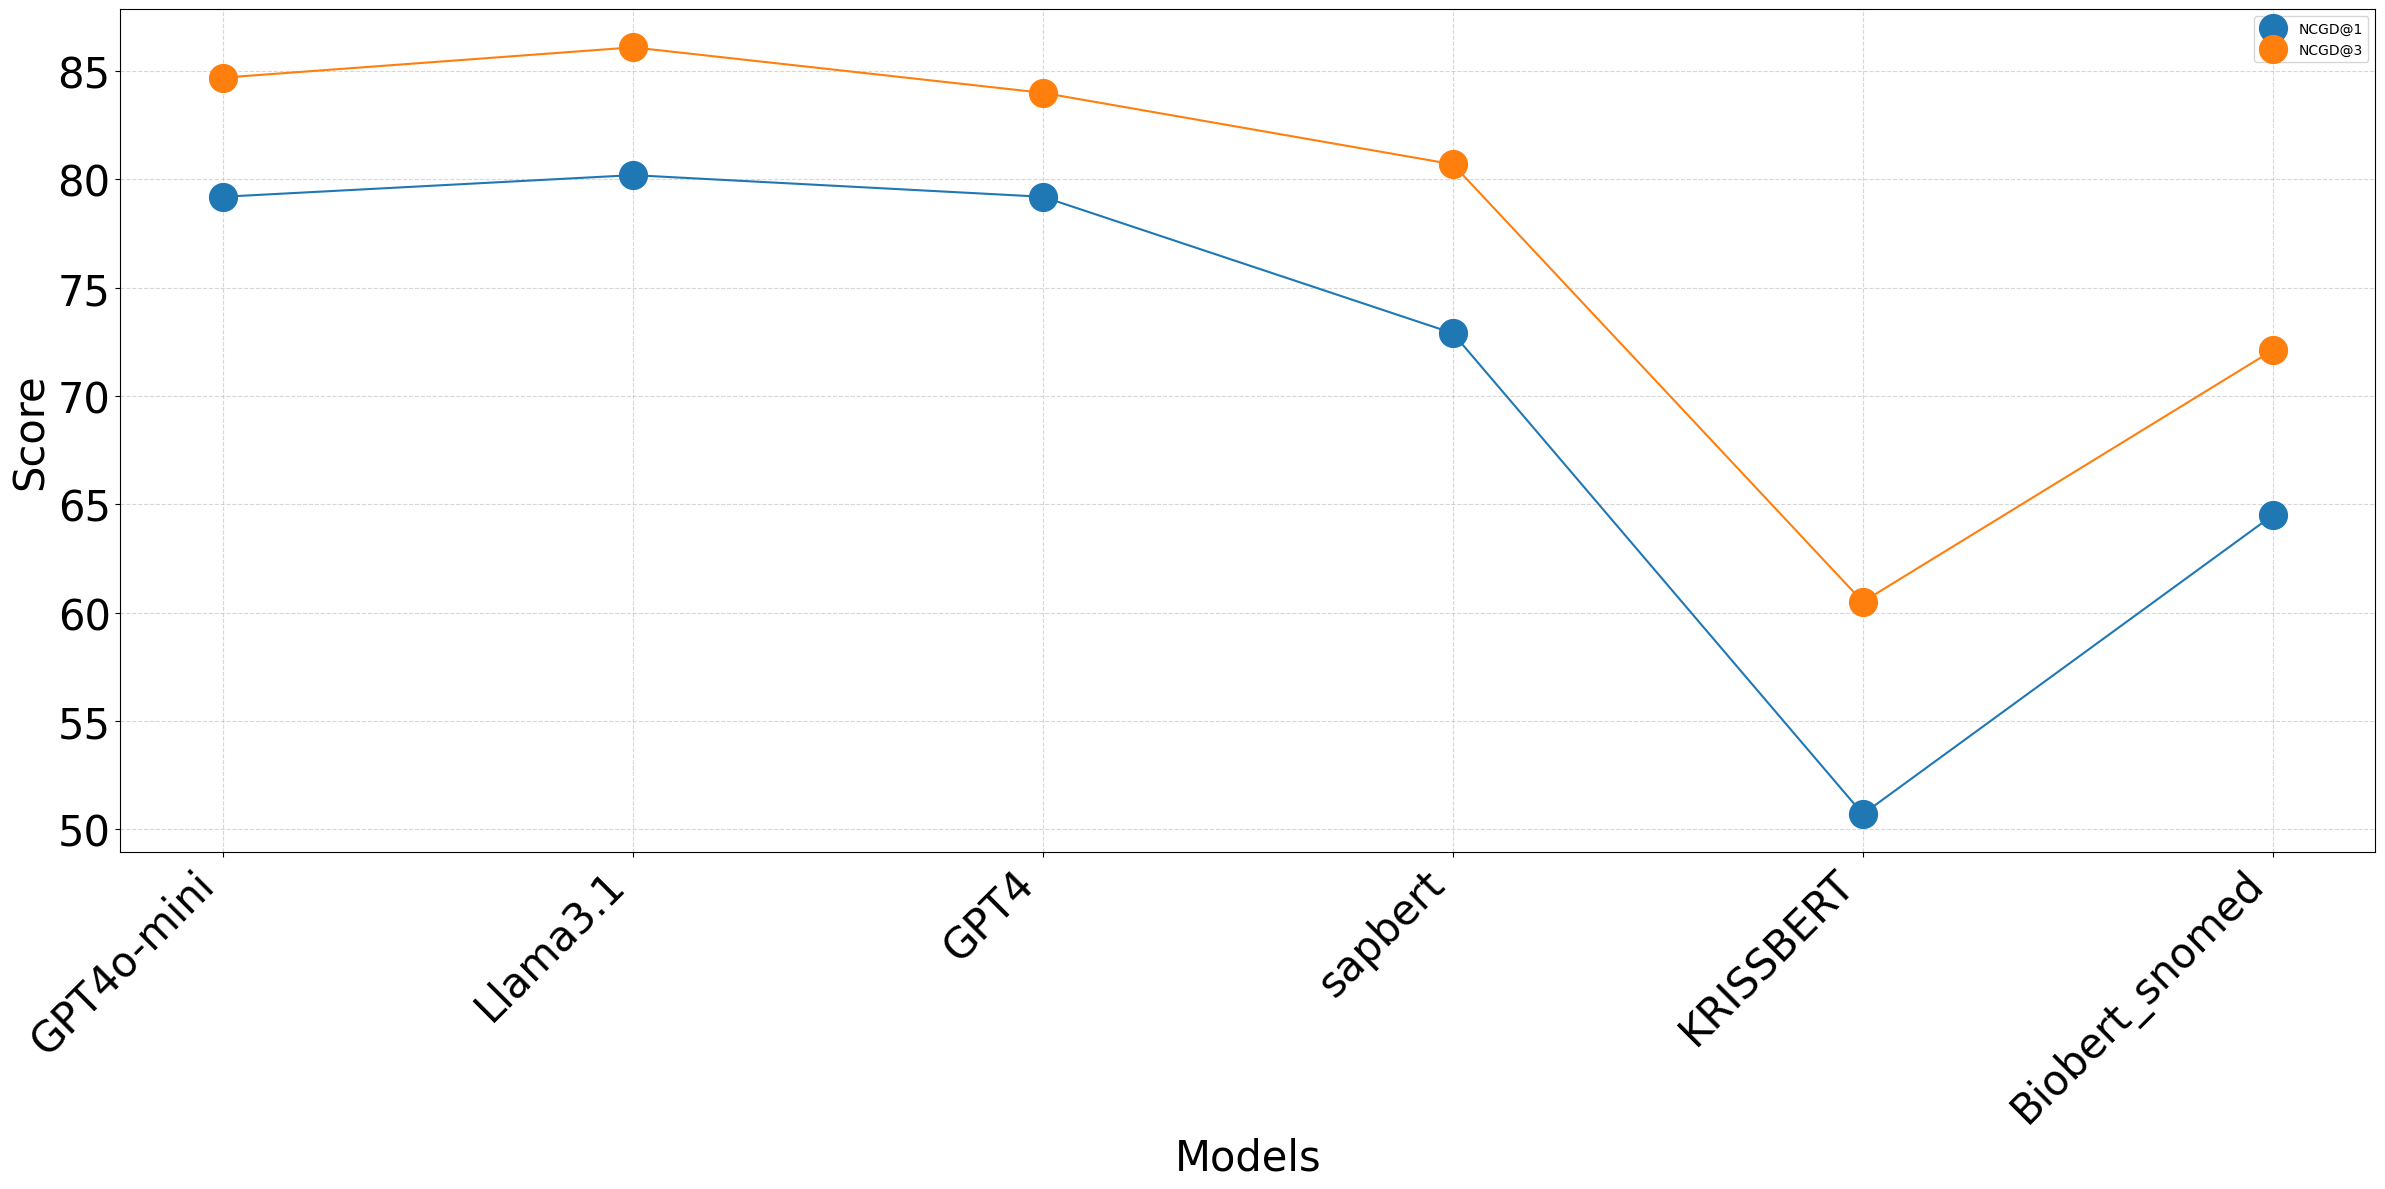 NCGD@1
NCGD@3
Score
85
80
75
70
65
60
55
50
GPT4o-mini
Llama3.1
GPT4
sapbert
KRISSBERT
Biobert_snomed
Models